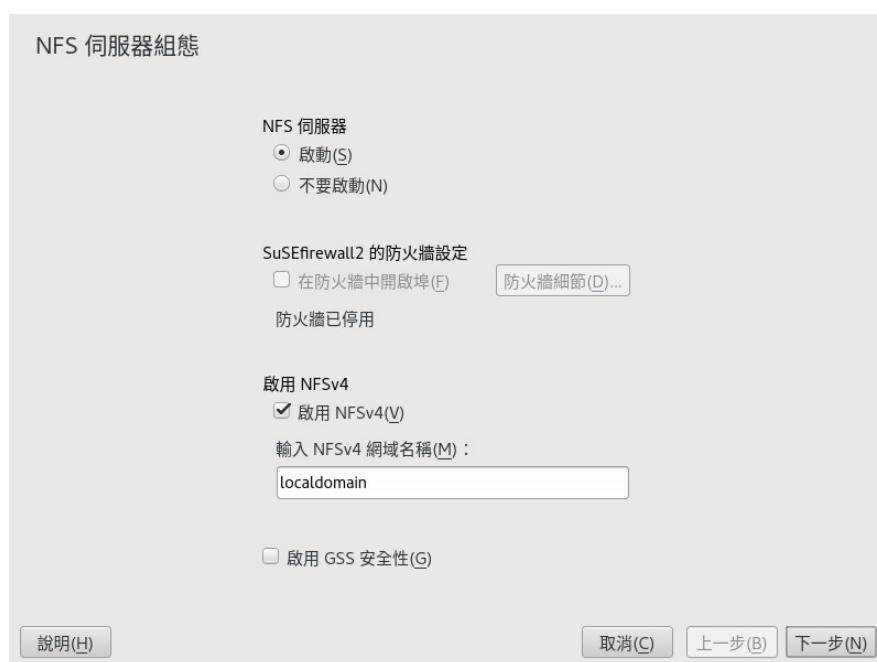 NFS 伺服器組態
NFS 伺服器
啟動(S)
不要啟動(N)
SuSEfirewall2 的防火牆設定
在防火牆中開啟埠(F)
防火牆細節(D)...
防火牆已停用
啟用 NFSv4
啟用 NFSv4(V)
輸入 NFSv4 網域名稱(M)：
localdomain
啟用 GSS 安全性(G)
說明(H)
取消(C)
上一步(B)
下一步(N)